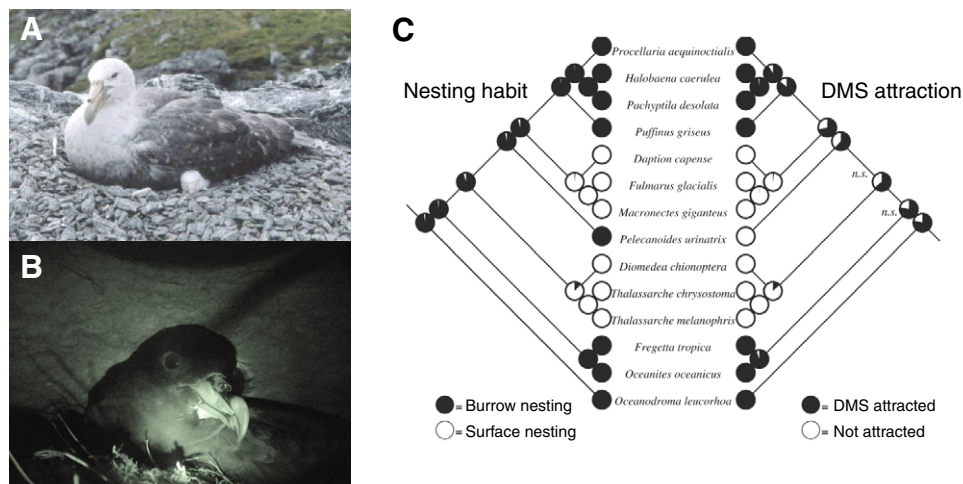 A
B
C
Nesting habit
DMS attraction
Procellaria aequinoctialis
Halobaena caerulea
Pachyptila desolata
Puffinus griseus
Daption capense
Fulmarus glacialis
Macronectes giganteus
Pelecanoides urinatrix
Diomedea chionoptera
Thalassarche chrysostoma
Thalassarche melanophris
Fregetta tropica
Oceanites oceanicus
Oceanodroma leucorhoa
n.s.
n.s.
= Burrow nesting
= Surface nesting
= DMS attracted
= Not attracted